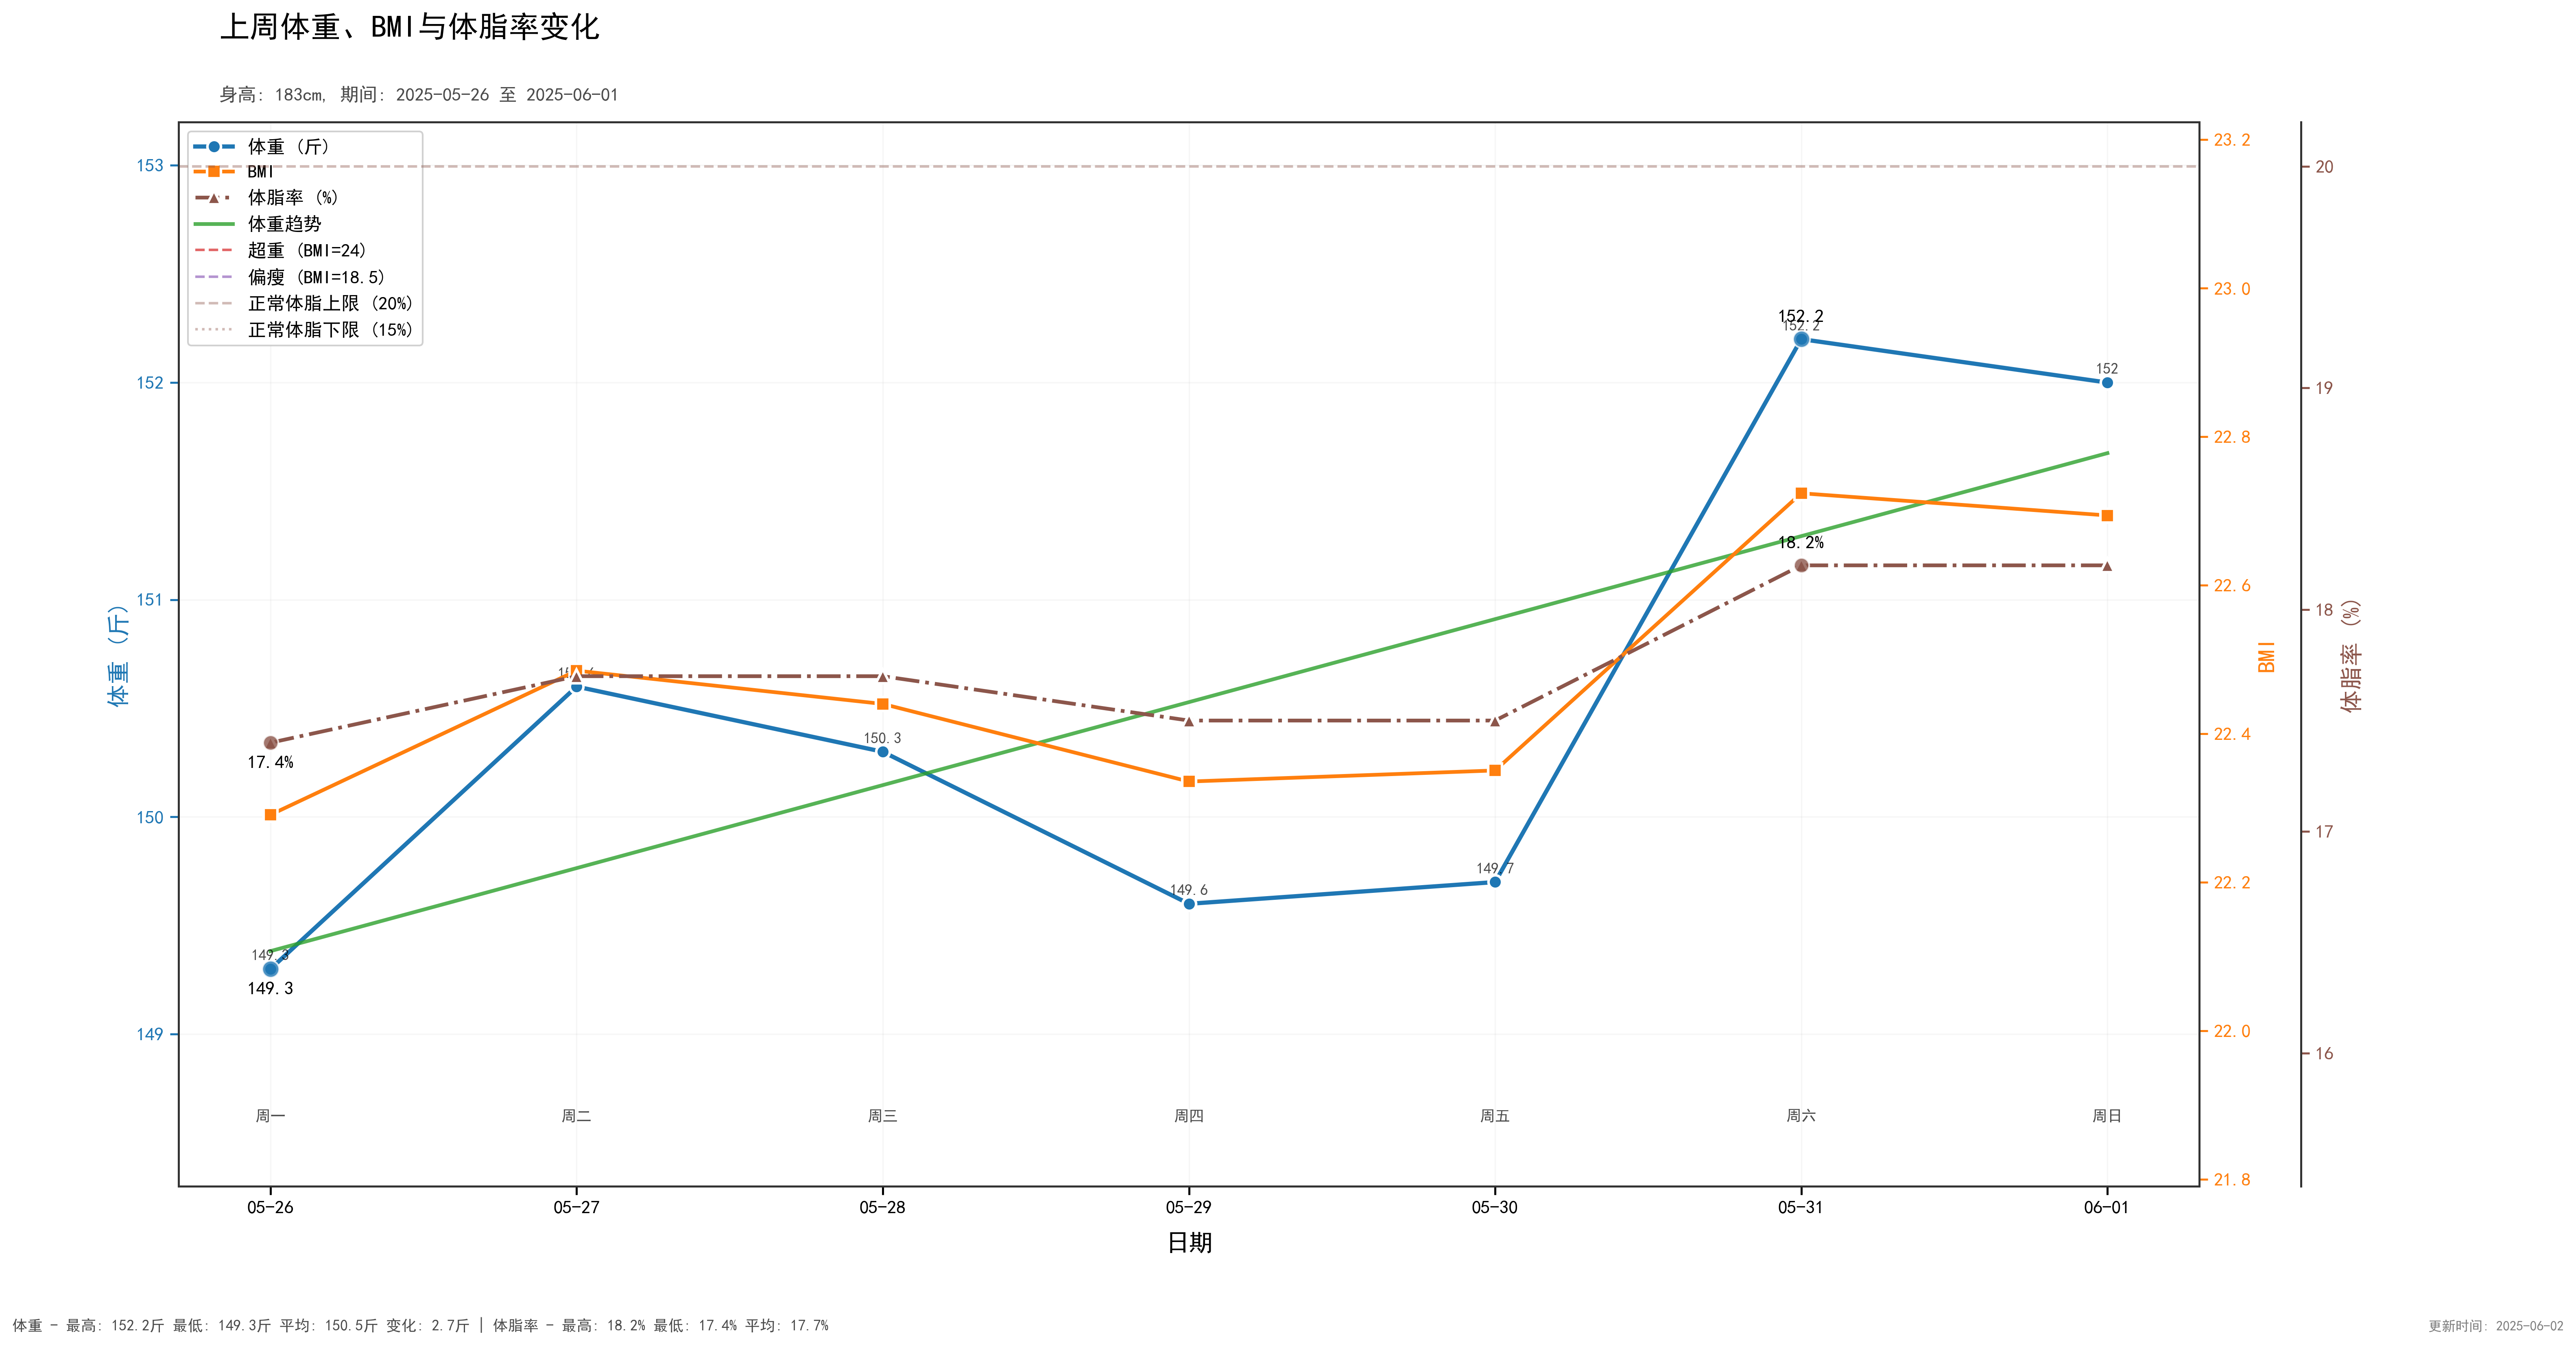 上周体重、BMI与体脂率变化
身高: 183cm, 期间: 2025-05-26 至 2025-06-01
体重 (斤)
BMI
体脂率 (%)
体重趋势
超重 (BMI=24)
偏瘦 (BMI=18.5)
正常体脂上限 (20%)
正常体脂下限 (15%)
153
152
151
150
149
体重 (斤)
149.3
149.3
150.3
149.6
149.7
152.2
152.2
152
17.4%
18.2%
周一
周二
周三
周四
周五
周六
周日
05-26
05-27
05-28
05-29
05-30
05-31
06-01
日期
23.2
23.0
22.8
22.6
22.4
22.2
22.0
21.8
BMI
20
19
18
17
16
体脂率 (%)
体重 - 最高: 152.2斤 最低: 149.3斤 平均: 150.5斤 变化: 2.7斤 | 体脂率 - 最高: 18.2% 最低: 17.4% 平均: 17.7%
更新时间: 2025-06-02